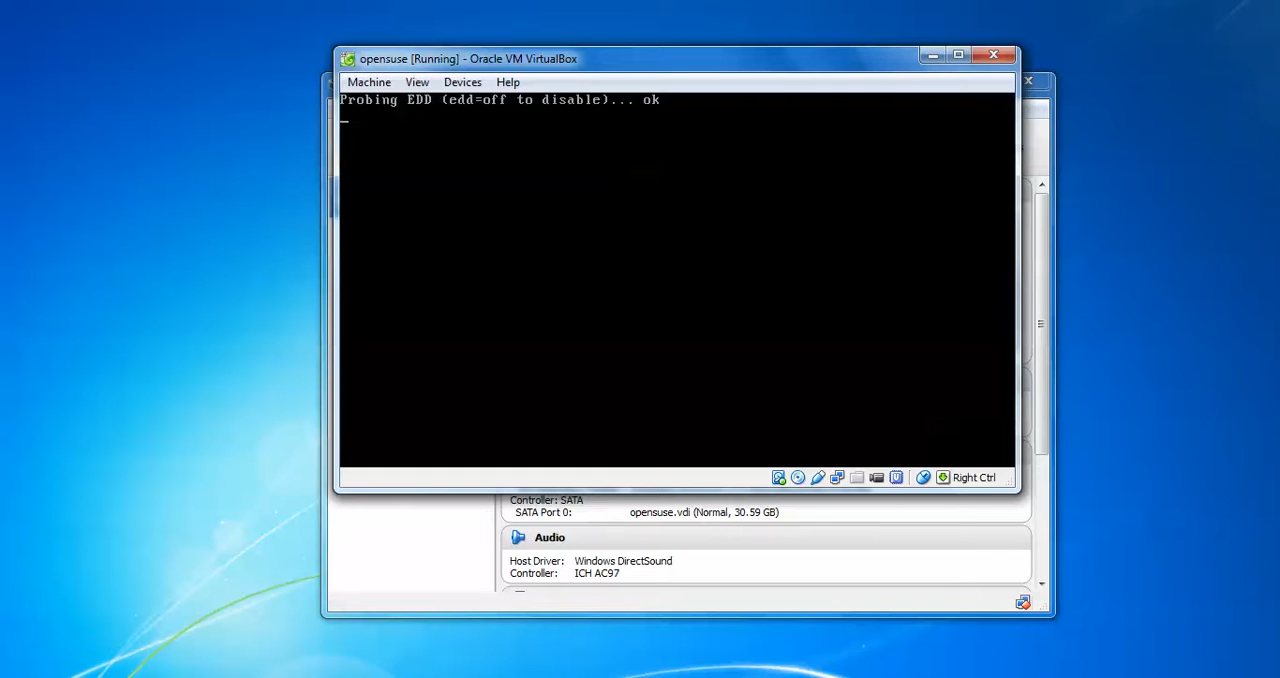 opensuse [Running] - Oracle VM VirtualBox
Machine View Devices Help
Probing EDD (edd=off to disable)... ok
Right Ctrl
Controller: SATA
SATA Port 0: opensuse.vdi (Normal, 30.59 GB)
Audio
Host Driver: Windows DirectSound
Controller: ICH AC97